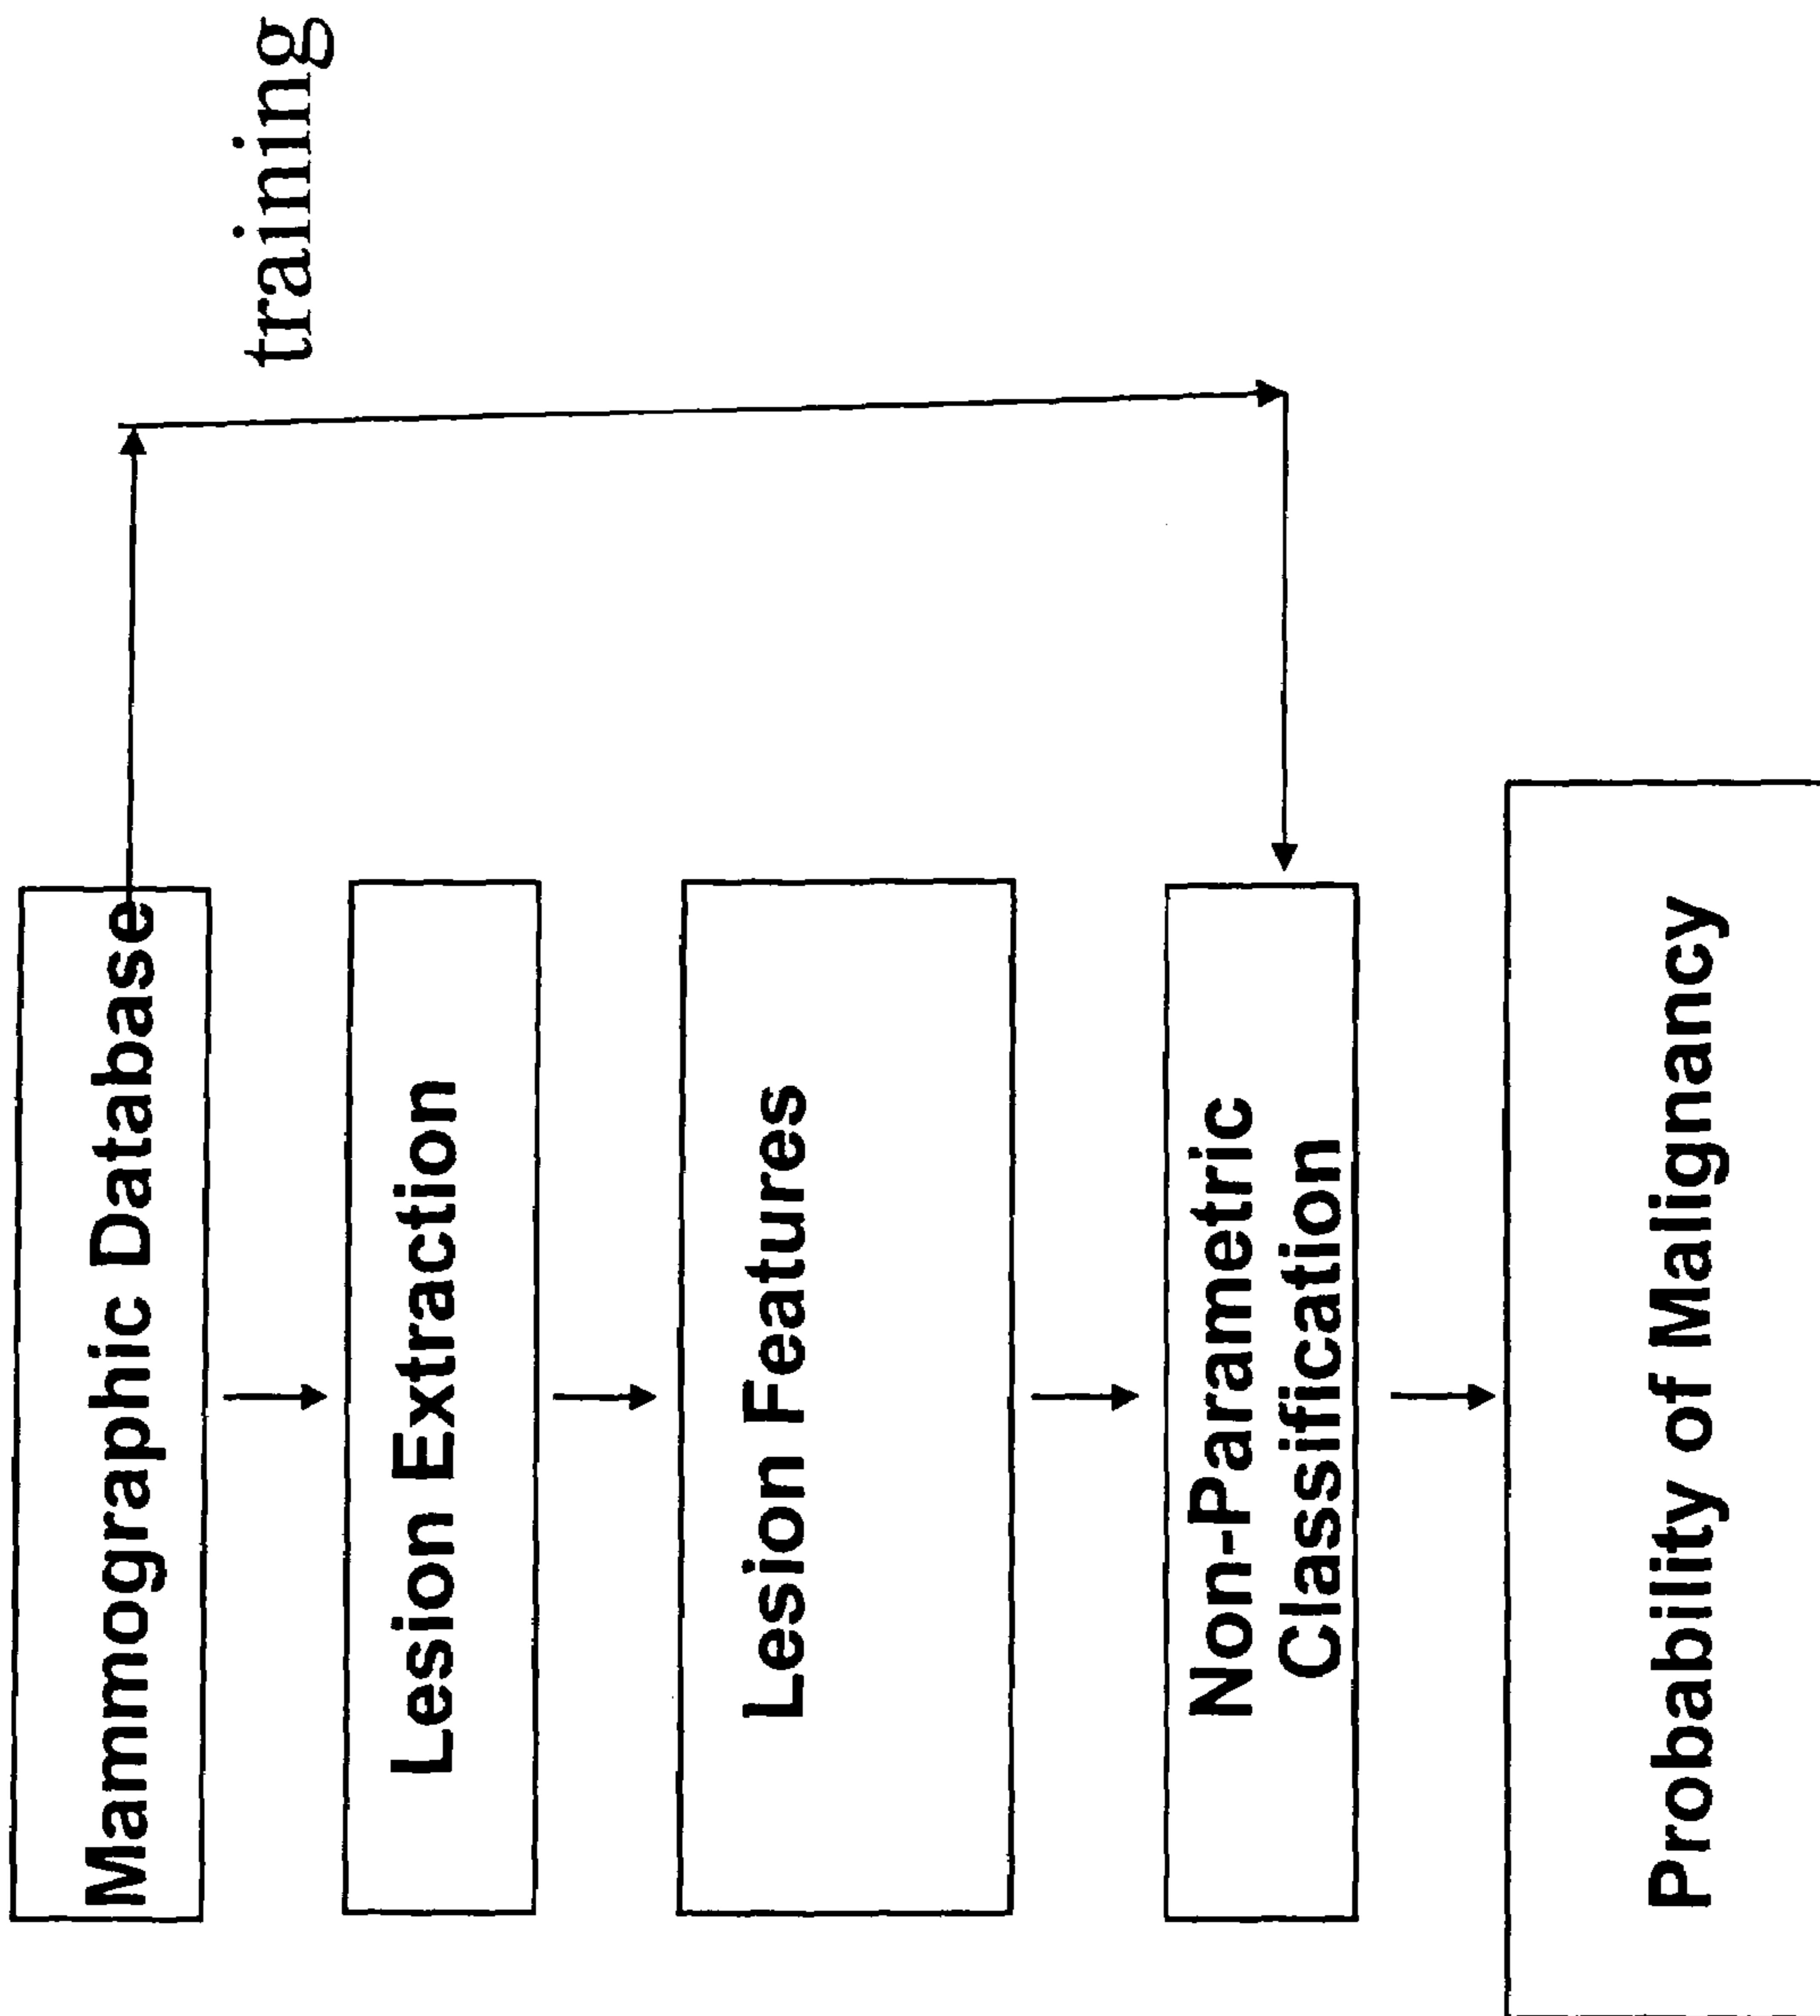 training
Mammographic Database
Lesion Extraction
Lesion Features
Non-Parametric
Classification
Probability of Malignancy